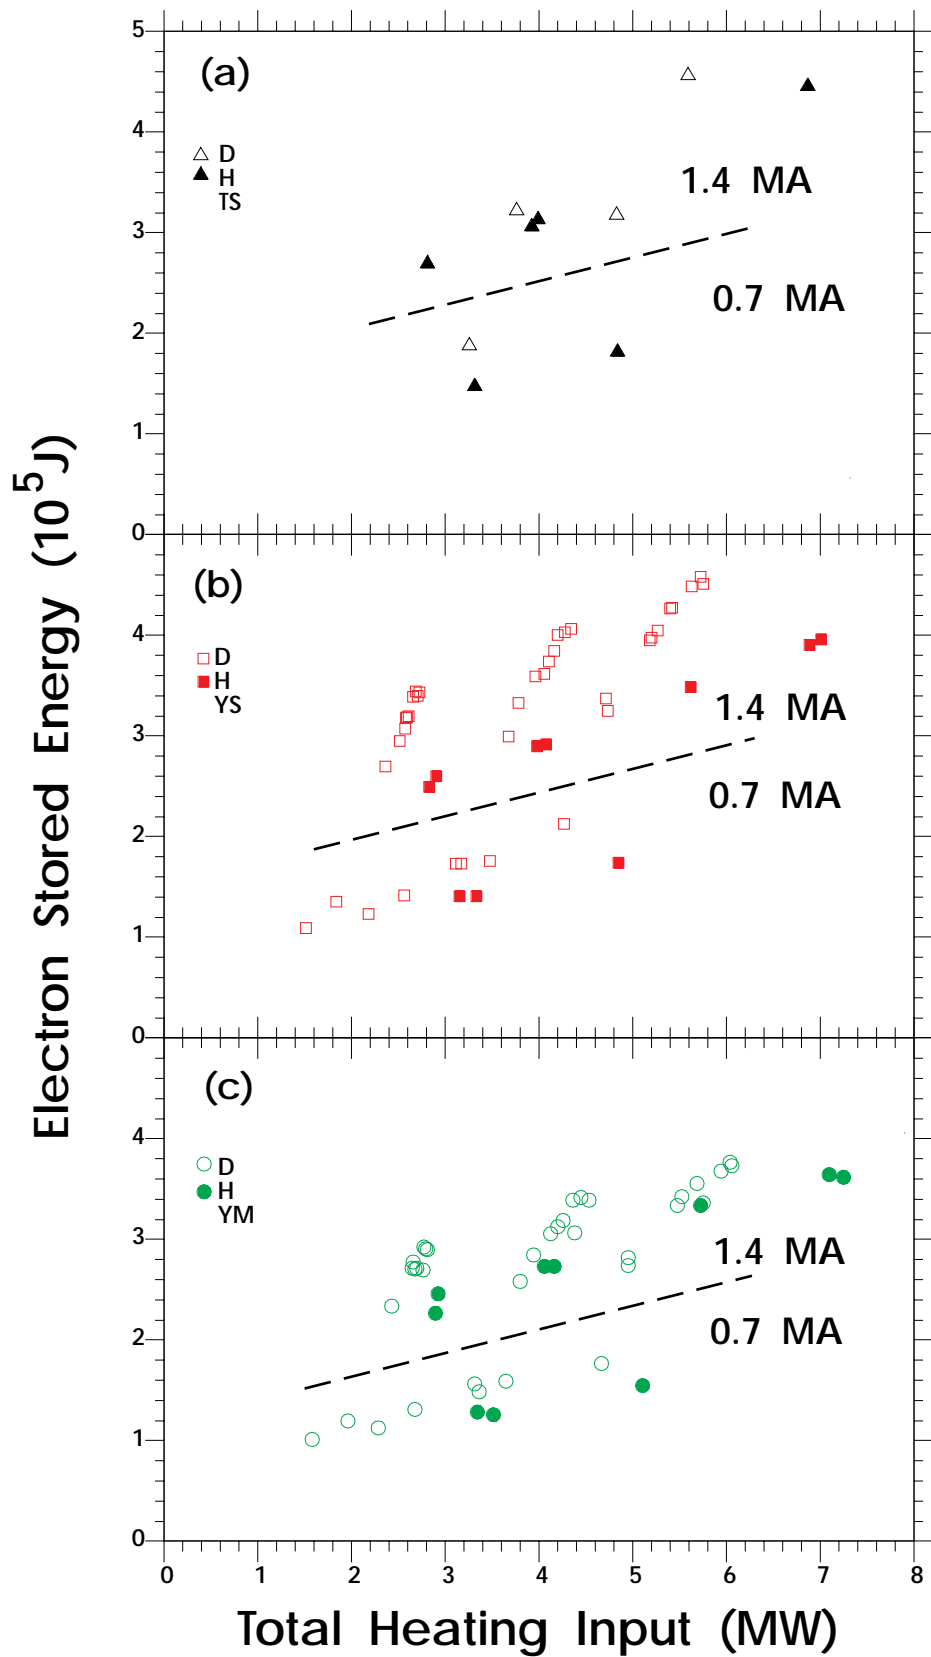 Electron Stored Energy (10⁵J)
5
4
3
2
1
0
(a)
D
H
TS
1.4 MA
0.7 MA
4
3
2
1
0
(b)
D
H
YS
1.4 MA
0.7 MA
4
3
2
1
0
(c)
D
H
YM
1.4 MA
0.7 MA
0 1 2 3 4 5 6 7 8
Total Heating Input (MW)